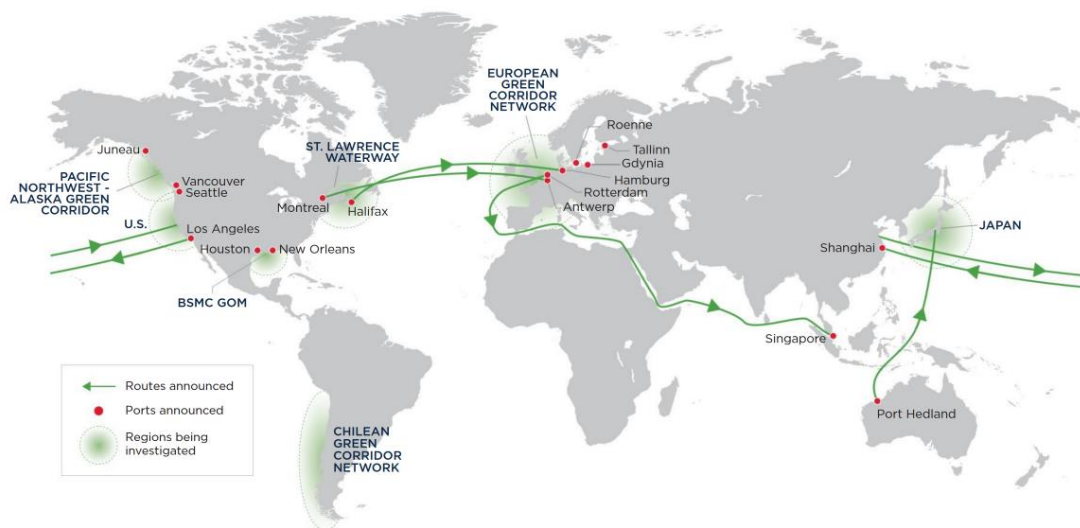 EUROPEAN
GREEN
CORRIDOR
NETWORK
Roenne
Tallinn
Gdynia
Hamburg
Rotterdam
Antwerp
ST. LAWRENCE
WATERWAY
Montreal
Halifax
Juneau
PACIFIC
NORTHWEST -
ALASKA GREEN
CORRIDOR
Vancouver
Seattle
U.S.
Los Angeles
Houston
New Orleans
BSMC GOM
JAPAN
Shanghai
Singapore
Port Hedland
CHILEAN
GREEN
CORRIDOR
NETWORK
Routes announced
Ports announced
Regions being
investigated